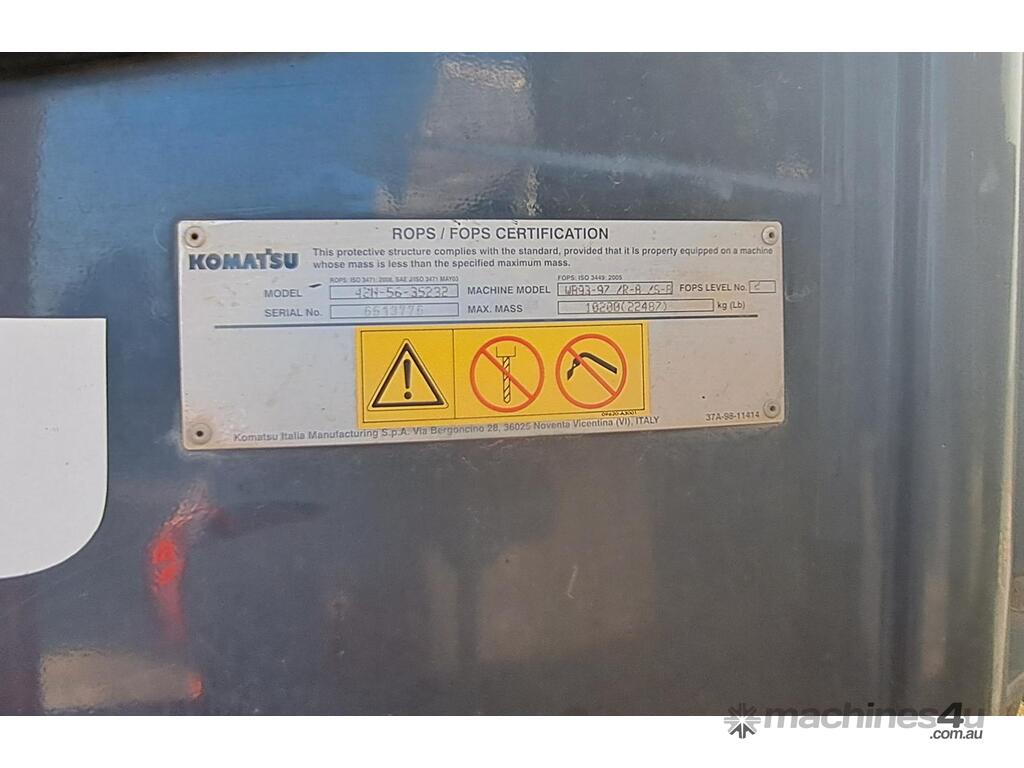 ROPS / FOPS CERTIFICATION
KOMATSU
This protective structure complies with the standard, provided that it is property equipped on a machine
whose mass is less than the specified maximum mass.
ROPS: ISO 3471: 2008, SAE J/ISO 3471 MAY03 FOPS: ISO 3449: 2005
MODEL 42N-56-35232 MACHINE MODEL WB93-97 /R-8 /S-8 FOPS LEVEL No.
SERIAL No. MAX. MASS 10200(22487) kg (Lb)
09620-A3001
37A-98-11414
Komatsu Italia Manufacturing S.p.A. Via Bergoncino 28, 36025 Noventa Vicentina (VI), ITALY
machines4u
.com.au